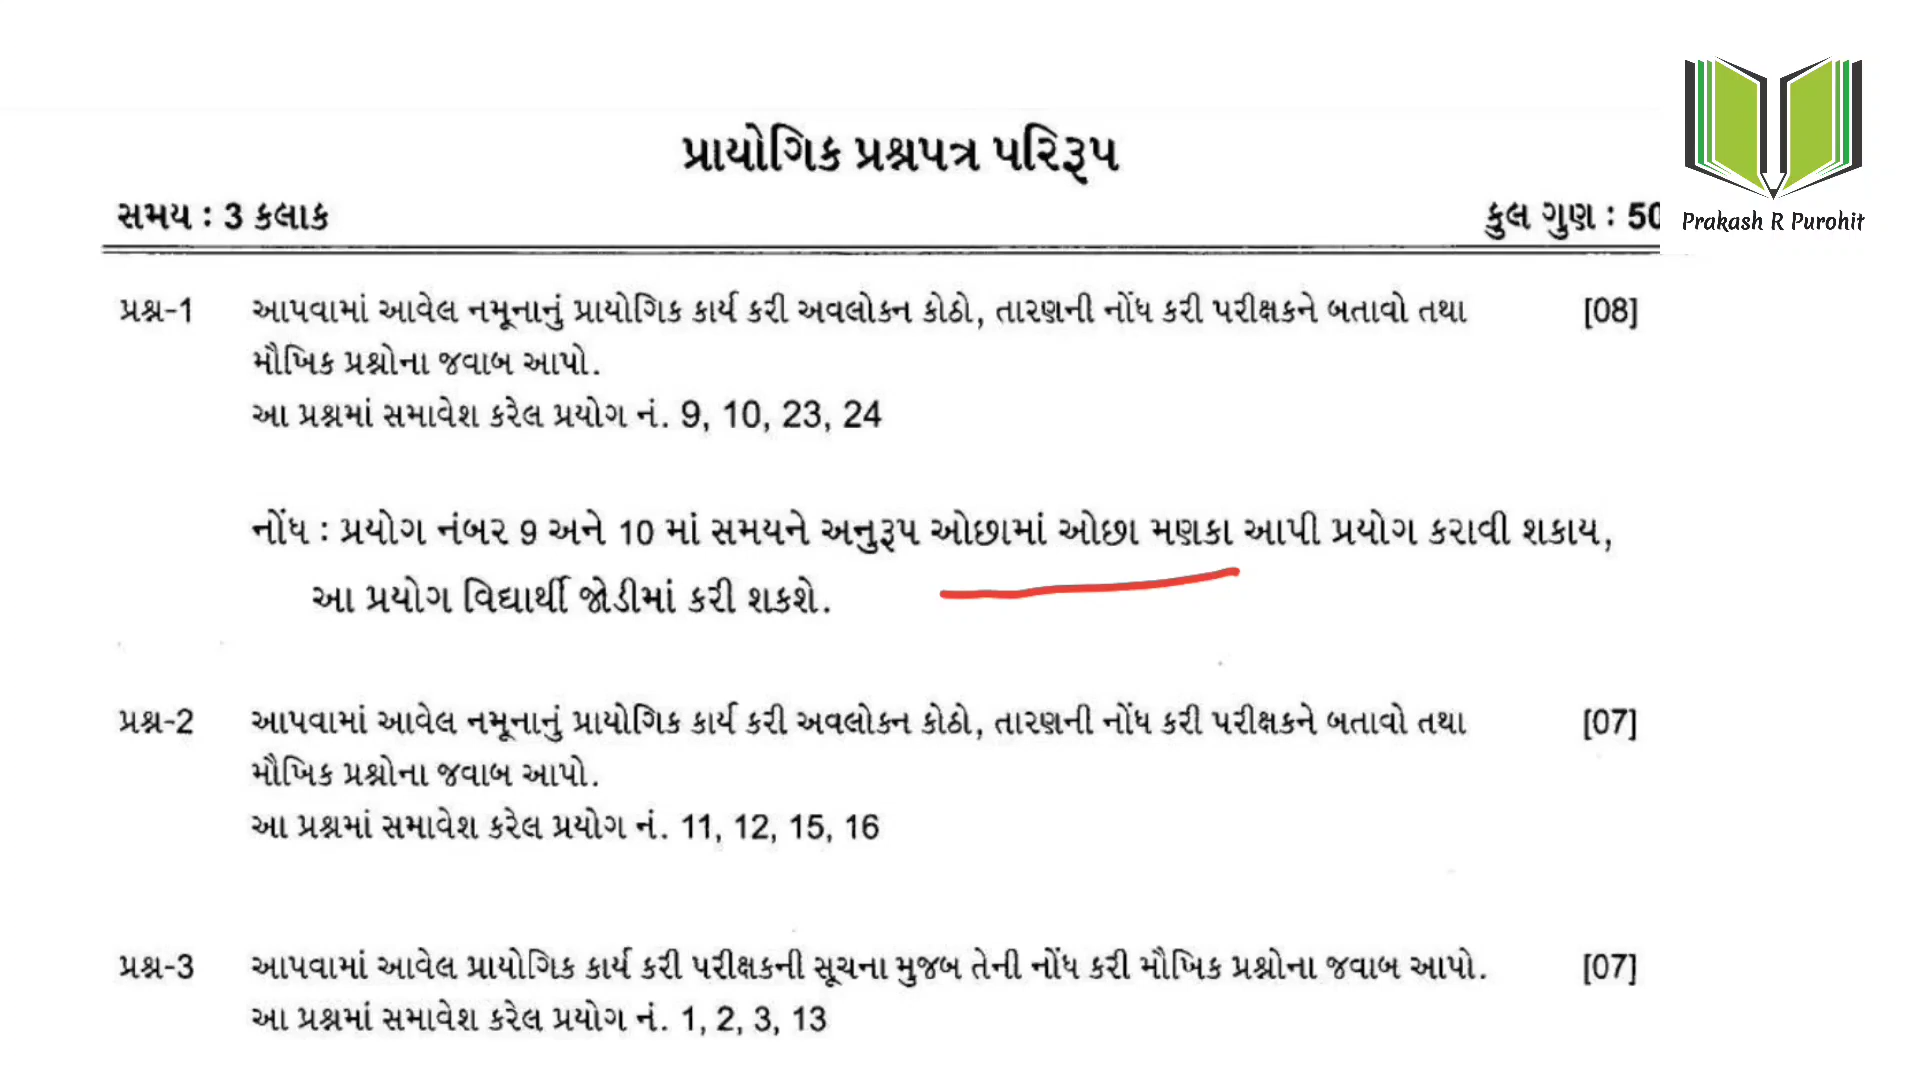 પ્રાયોગિક પ્રશ્નપત્ર પરિરૂપ
સમય : 3 કલાક
કુલ ગુણ : 50
Prakash R Purohit
પ્રશ્ન-1 આપવામાં આવેલ નમૂનાનું પ્રાયોગિક કાર્ય કરી અવલોકન કોઠો, તારણની નોંધ કરી પરીક્ષકને બતાવો તથા [08]
મૌખિક પ્રશ્નોના જવાબ આપો.
આ પ્રશ્નમાં સમાવેશ કરેલ પ્રયોગ નં. 9, 10, 23, 24
નોંધ : પ્રયોગ નંબર 9 અને 10 માં સમયને અનુરૂપ ઓછામાં ઓછા મણકા આપી પ્રયોગ કરાવી શકાય,
આ પ્રયોગ વિદ્યાર્થી જોડીમાં કરી શકશે.
પ્રશ્ન-2 આપવામાં આવેલ નમૂનાનું પ્રાયોગિક કાર્ય કરી અવલોકન કોઠો, તારણની નોંધ કરી પરીક્ષકને બતાવો તથા [07]
મૌખિક પ્રશ્નોના જવાબ આપો.
આ પ્રશ્નમાં સમાવેશ કરેલ પ્રયોગ નં. 11, 12, 15, 16
પ્રશ્ન-3 આપવામાં આવેલ પ્રાયોગિક કાર્ય કરી પરીક્ષકની સૂચના મુજબ તેની નોંધ કરી મૌખિક પ્રશ્નોના જવાબ આપો. [07]
આ પ્રશ્નમાં સમાવેશ કરેલ પ્રયોગ નં. 1, 2, 3, 13